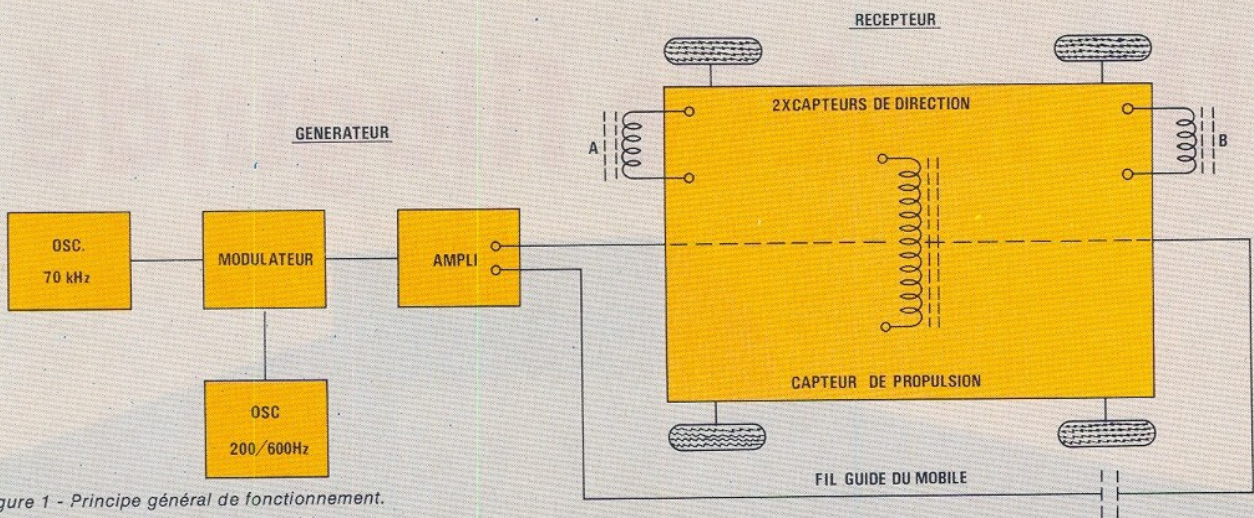 RECEPTEUR
GENERATEUR
2XCAPTEURS DE DIRECTION
A
B
OSC.
70 kHz
MODULATEUR
AMPLI
CAPTEUR DE PROPULSION
OSC
200/600Hz
FIL GUIDE DU MOBILE
gure 1 - Principe général de fonctionnement.